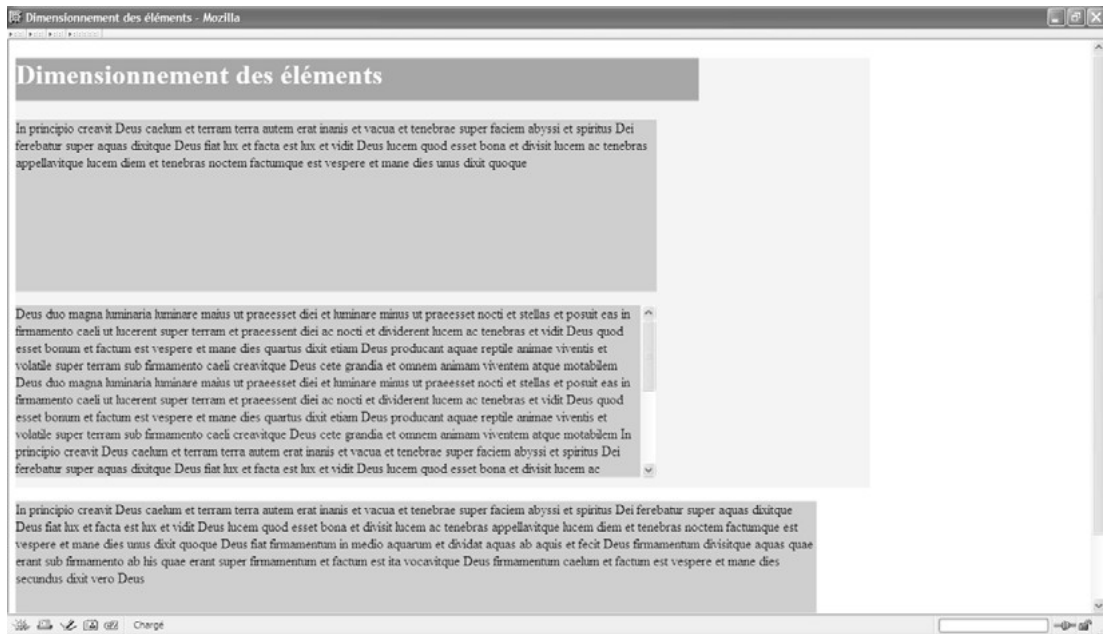 Dimensionnement des éléments - Mozilla
Dimensionnement des éléments
In principio creavit Deus caelum et terram terra autem erat inanis et vacua et tenebrae super faciem abyssi et spiritus Dei
ferebatur super aquas dixitque Deus fiat lux et facta est lux et vidit Deus lucem quod esset bona et divisit lucem ac tenebras
appellavitque lucem diem et tenebras noctem factumque est vespere et mane dies unus dixit quoque
Deus duo magna luminaria luminare maius ut praeesset diei et luminare minus ut praeesset nocti et stellas et posuit eas in
firmamento caeli ut lucerent super terram et praeessent diei ac nocti et dividerent lucem ac tenebras et vidit Deus quod
esset bonum et factum est vespere et mane dies quartus dixit etiam Deus producant aquae reptile animae viventis et
volatile super terram sub firmamento caeli creavitque Deus cete grandia et omnem animam viventem atque motabilem
Deus duo magna luminaria luminare maius ut praeesset diei et luminare minus ut praeesset nocti et stellas et posuit eas in
firmamento caeli ut lucerent super terram et praeessent diei ac nocti et dividerent lucem ac tenebras et vidit Deus quod
esset bonum et factum est vespere et mane dies quartus dixit etiam Deus producant aquae reptile animae viventis et
volatile super terram sub firmamento caeli creavitque Deus cete grandia et omnem animam viventem atque motabilem In
principio creavit Deus caelum et terram terra autem erat inanis et vacua et tenebrae super faciem abyssi et spiritus Dei
ferebatur super aquas dixitque Deus fiat lux et facta est lux et vidit Deus lucem quod esset bona et divisit lucem ac
In principio creavit Deus caelum et terram terra autem erat inanis et vacua et tenebrae super faciem abyssi et spiritus Dei ferebatur super aquas dixitque
Deus fiat lux et facta est lux et vidit Deus lucem quod esset bona et divisit lucem ac tenebras appellavitque lucem diem et tenebras noctem factumque est
vespere et mane dies unus dixit quoque Deus fiat firmamentum in medio aquarum et dividat aquas ab aquis et fecit Deus firmamentum divisitque aquas quae
erant sub firmamento ab his quae erant super firmamentum et factum est ita vocavitque Deus firmamentum caelum et factum est vespere et mane dies
secundus dixit vero Deus
Chargé